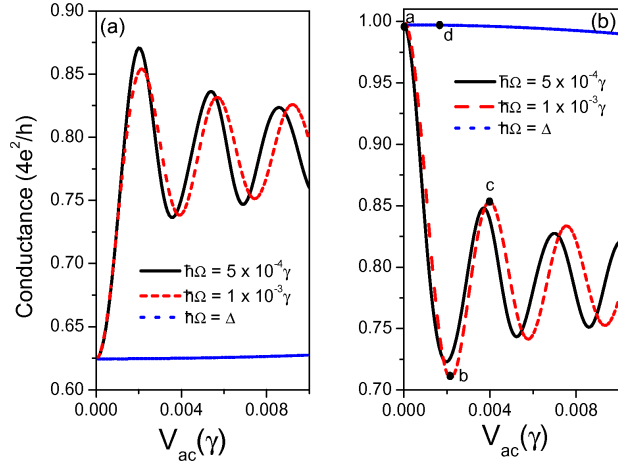 (a)
0.90
0.85
0.80
0.75
0.70
0.65
0.60
Conductance (4e²/h)
ħΩ = 5 x 10⁻⁴γ
ħΩ = 1 x 10⁻³γ
ħΩ = Δ
0.000 0.004 0.008
V_ac(γ)
(b)
a
d
1.00
0.95
0.90
0.85
0.80
0.75
0.70
ħΩ = 5 x 10⁻⁴γ
ħΩ = 1 x 10⁻³γ
ħΩ = Δ
c
b
0.000 0.004 0.008
V_ac(γ)